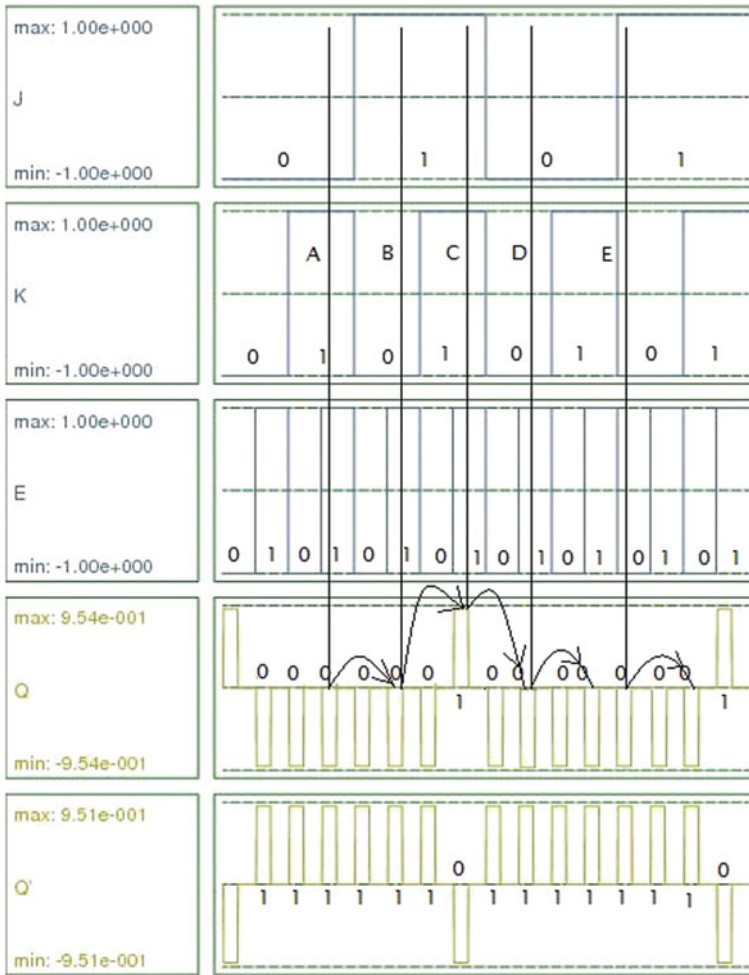 max: 1.00e+000
J
min: -1.00e+000
0 1 0 1
max: 1.00e+000
K
min: -1.00e+000
A B C D E
0 1 0 1 0 1 0 1
max: 1.00e+000
E
min: -1.00e+000
0 1 0 1 0 1 0 1 0 1 0 1 0 1 0 1
max: 9.54e-001
Q
min: -9.54e-001
0 0 0 0 0 0 0 0 0 0 0 0 0
1 1
max: 9.51e-001
Q'
min: -9.51e-001
0 0
1 1 1 1 1 1 1 1 1 1 1 1 1